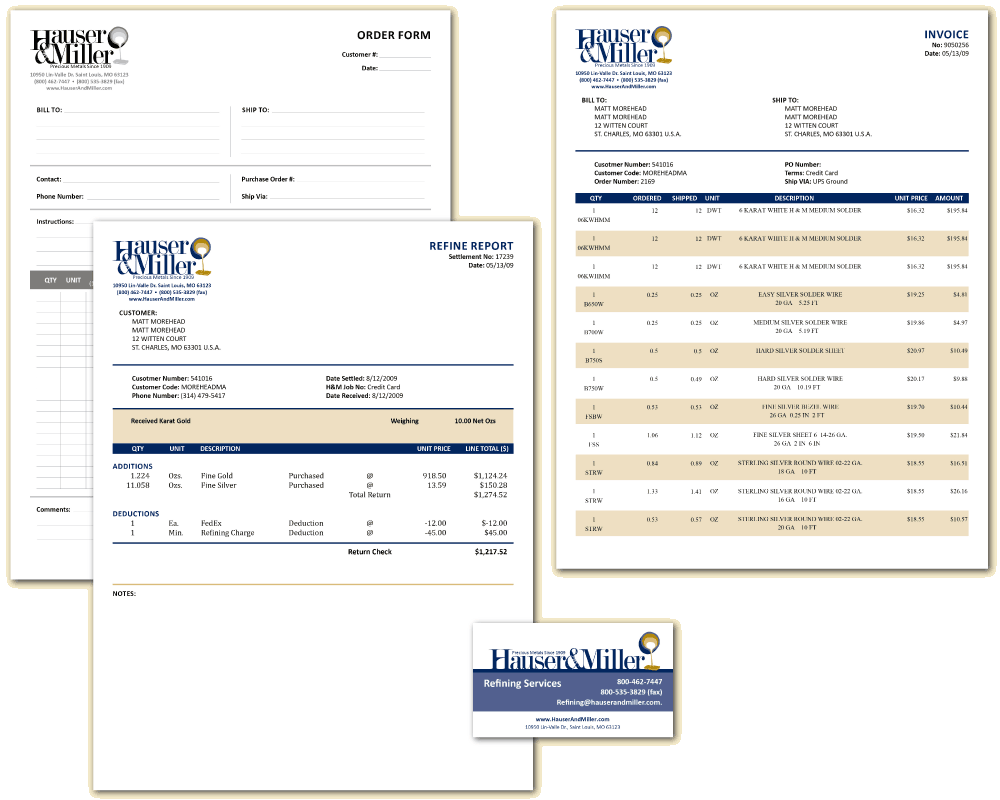 Hauser
&Miller
Precious Metals Since 1909
10950 Lin-Valle Dr. Saint Louis, MO 63123
(800) 462-7447 • (800) 535-3829 (fax)
www.HauserAndMiller.com
ORDER FORM
Customer #:
Date:
BILL TO:
SHIP TO:
Contact:
Purchase Order #:
Phone Number:
Ship Via:
Instructions:
QTY UNIT
Comments:
Hauser
&Miller
Precious Metals Since 1909
10950 Lin-Valle Dr. Saint Louis, MO 63123
(800) 462-7447 • (800) 535-3829 (fax)
www.HauserAndMiller.com
REFINE REPORT
Settlement No: 17239
Date: 05/13/09
CUSTOMER:
MATT MOREHEAD
MATT MOREHEAD
12 WITTEN COURT
ST. CHARLES, MO 63301 U.S.A.
Cusotmer Number: 541016 Date Settled: 8/12/2009
Customer Code: MOREHEADMA H&M Job No: Credit Card
Phone Number: (314) 479-5417 Date Received: 8/12/2009
Received Karat Gold Weighing 10.00 Net Ozs
QTY UNIT DESCRIPTION UNIT PRICE LINE TOTAL ($)
ADDITIONS
1.224 Ozs. Fine Gold Purchased @ 918.50 $1,124.24
11.058 Ozs. Fine Silver Purchased @ 13.59 $150.28
Total Return $1,274.52
DEDUCTIONS
1 Ea. FedEx Deduction @ -12.00 $-12.00
1 Min. Refining Charge Deduction @ -45.00 $45.00
Return Check $1,217.52
NOTES:
Hauser
&Miller
Precious Metals Since 1909
10950 Lin-Valle Dr. Saint Louis, MO 63123
(800) 462-7447 • (800) 535-3829 (fax)
www.HauserAndMiller.com
INVOICE
No: 9050256
Date: 05/13/09
BILL TO: SHIP TO:
MATT MOREHEAD MATT MOREHEAD
MATT MOREHEAD MATT MOREHEAD
12 WITTEN COURT 12 WITTEN COURT
ST. CHARLES, MO 63301 U.S.A. ST. CHARLES, MO 63301 U.S.A.
Cusotmer Number: 541016 PO Number:
Customer Code: MOREHEADMA Terms: Credit Card
Order Number: 2169 Ship VIA: UPS Ground
QTY ORDERED SHIPPED UNIT DESCRIPTION UNIT PRICE AMOUNT
1 12 12 DWT 6 KARAT WHITE H & M MEDIUM SOLDER $16.32 $195.84
06KWHMM
1 12 12 DWT 6 KARAT WHITE H & M MEDIUM SOLDER $16.32 $195.84
06KWHMM
1 12 12 DWT 6 KARAT WHITE H & M MEDIUM SOLDER $16.32 $195.84
06KWHMM
1 0.25 0.25 OZ EASY SILVER SOLDER WIRE $19.25 $4.81
B650W 20 GA 5.25 FT
1 0.25 0.25 OZ MEDIUM SILVER SOLDER WIRE $19.86 $4.97
B700W 20 GA 5.19 FT
1 0.5 0.5 OZ HARD SILVER SOLDER SHEET $20.97 $10.49
B750S
1 0.5 0.49 OZ HARD SILVER SOLDER WIRE $20.17 $9.88
B750W 20 GA 10.19 FT
1 0.53 0.53 OZ FINE SILVER BEZEL WIRE $19.70 $10.44
FSBW 26 GA 0.25 IN 2 FT
1 1.06 1.12 OZ FINE SILVER SHEET 6 14-26 GA. $19.50 $21.84
FSS 26 GA 2 IN 6 IN
1 0.84 0.89 OZ STERLING SILVER ROUND WIRE 02-22 GA. $18.55 $16.51
STRW 18 GA 10 FT
1 1.33 1.41 OZ STERLING SILVER ROUND WIRE 02-22 GA. $18.55 $26.16
STRW 16 GA 10 FT
1 0.53 0.57 OZ STERLING SILVER ROUND WIRE 02-22 GA. $18.55 $10.57
STRW 20 GA 10 FT
Precious Metals Since 1909
Hauser&Miller
Refining Services 800-462-7447
800-535-3829 (fax)
Refining@hauserandmiller.com.
www.HauserAndMiller.com
10950 Lin-Valle Dr., Saint Louis, MO 63123